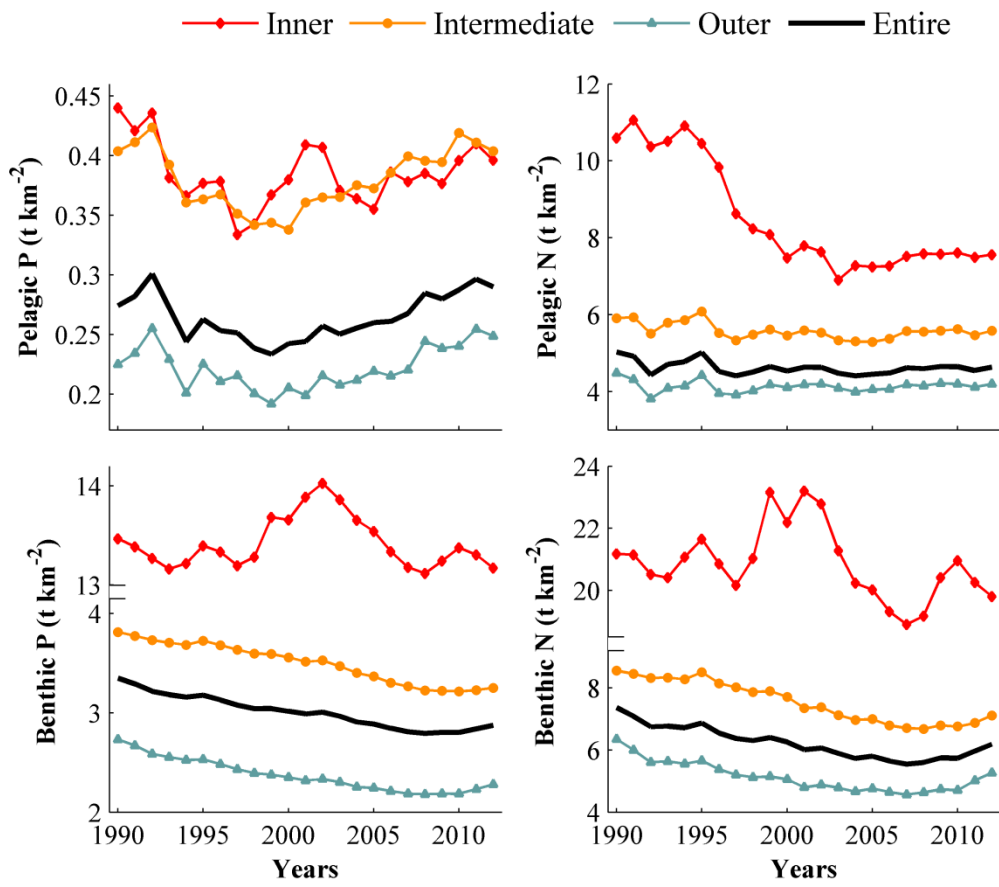 Inner Intermediate Outer Entire
Pelagic P (t km-2)
0.45
0.4
0.35
0.3
0.25
0.2
Pelagic N (t km-2)
12
10
8
6
4
Benthic P (t km-2)
14
13
4
3
2
1990 1995 2000 2005 2010
Years
Benthic N (t km-2)
24
22
20
8
6
4
1990 1995 2000 2005 2010
Years